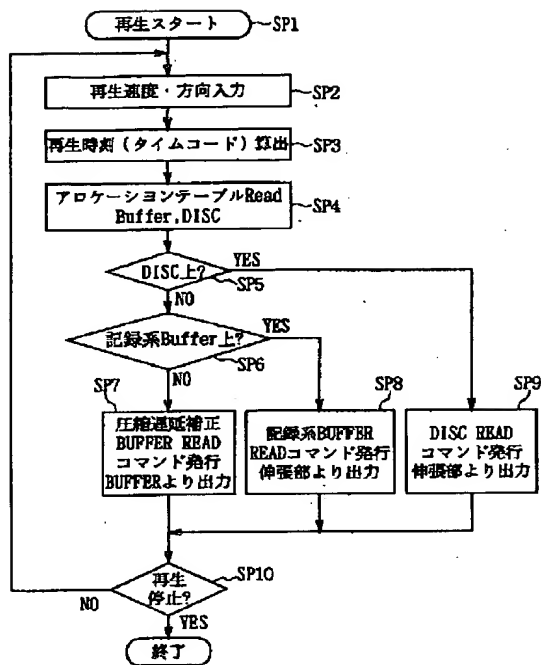 再生スタート
SP1
再生速度・方向入力
SP2
再生時刻(タイムコード)算出
SP3
アロケーションテーブルRead
Buffer,DISC
SP4
DISC上?
YES
SP5
NO
記録系Buffer上?
YES
SP6
NO
SP7
圧縮遅延補正
BUFFER READ
コマンド発行
BUFFERより出力
SP8
記録系BUFFER
READコマンド発行
伸張部より出力
SP9
DISC READ
コマンド発行
伸張部より出力
再生
停止?
SP10
NO
YES
終了